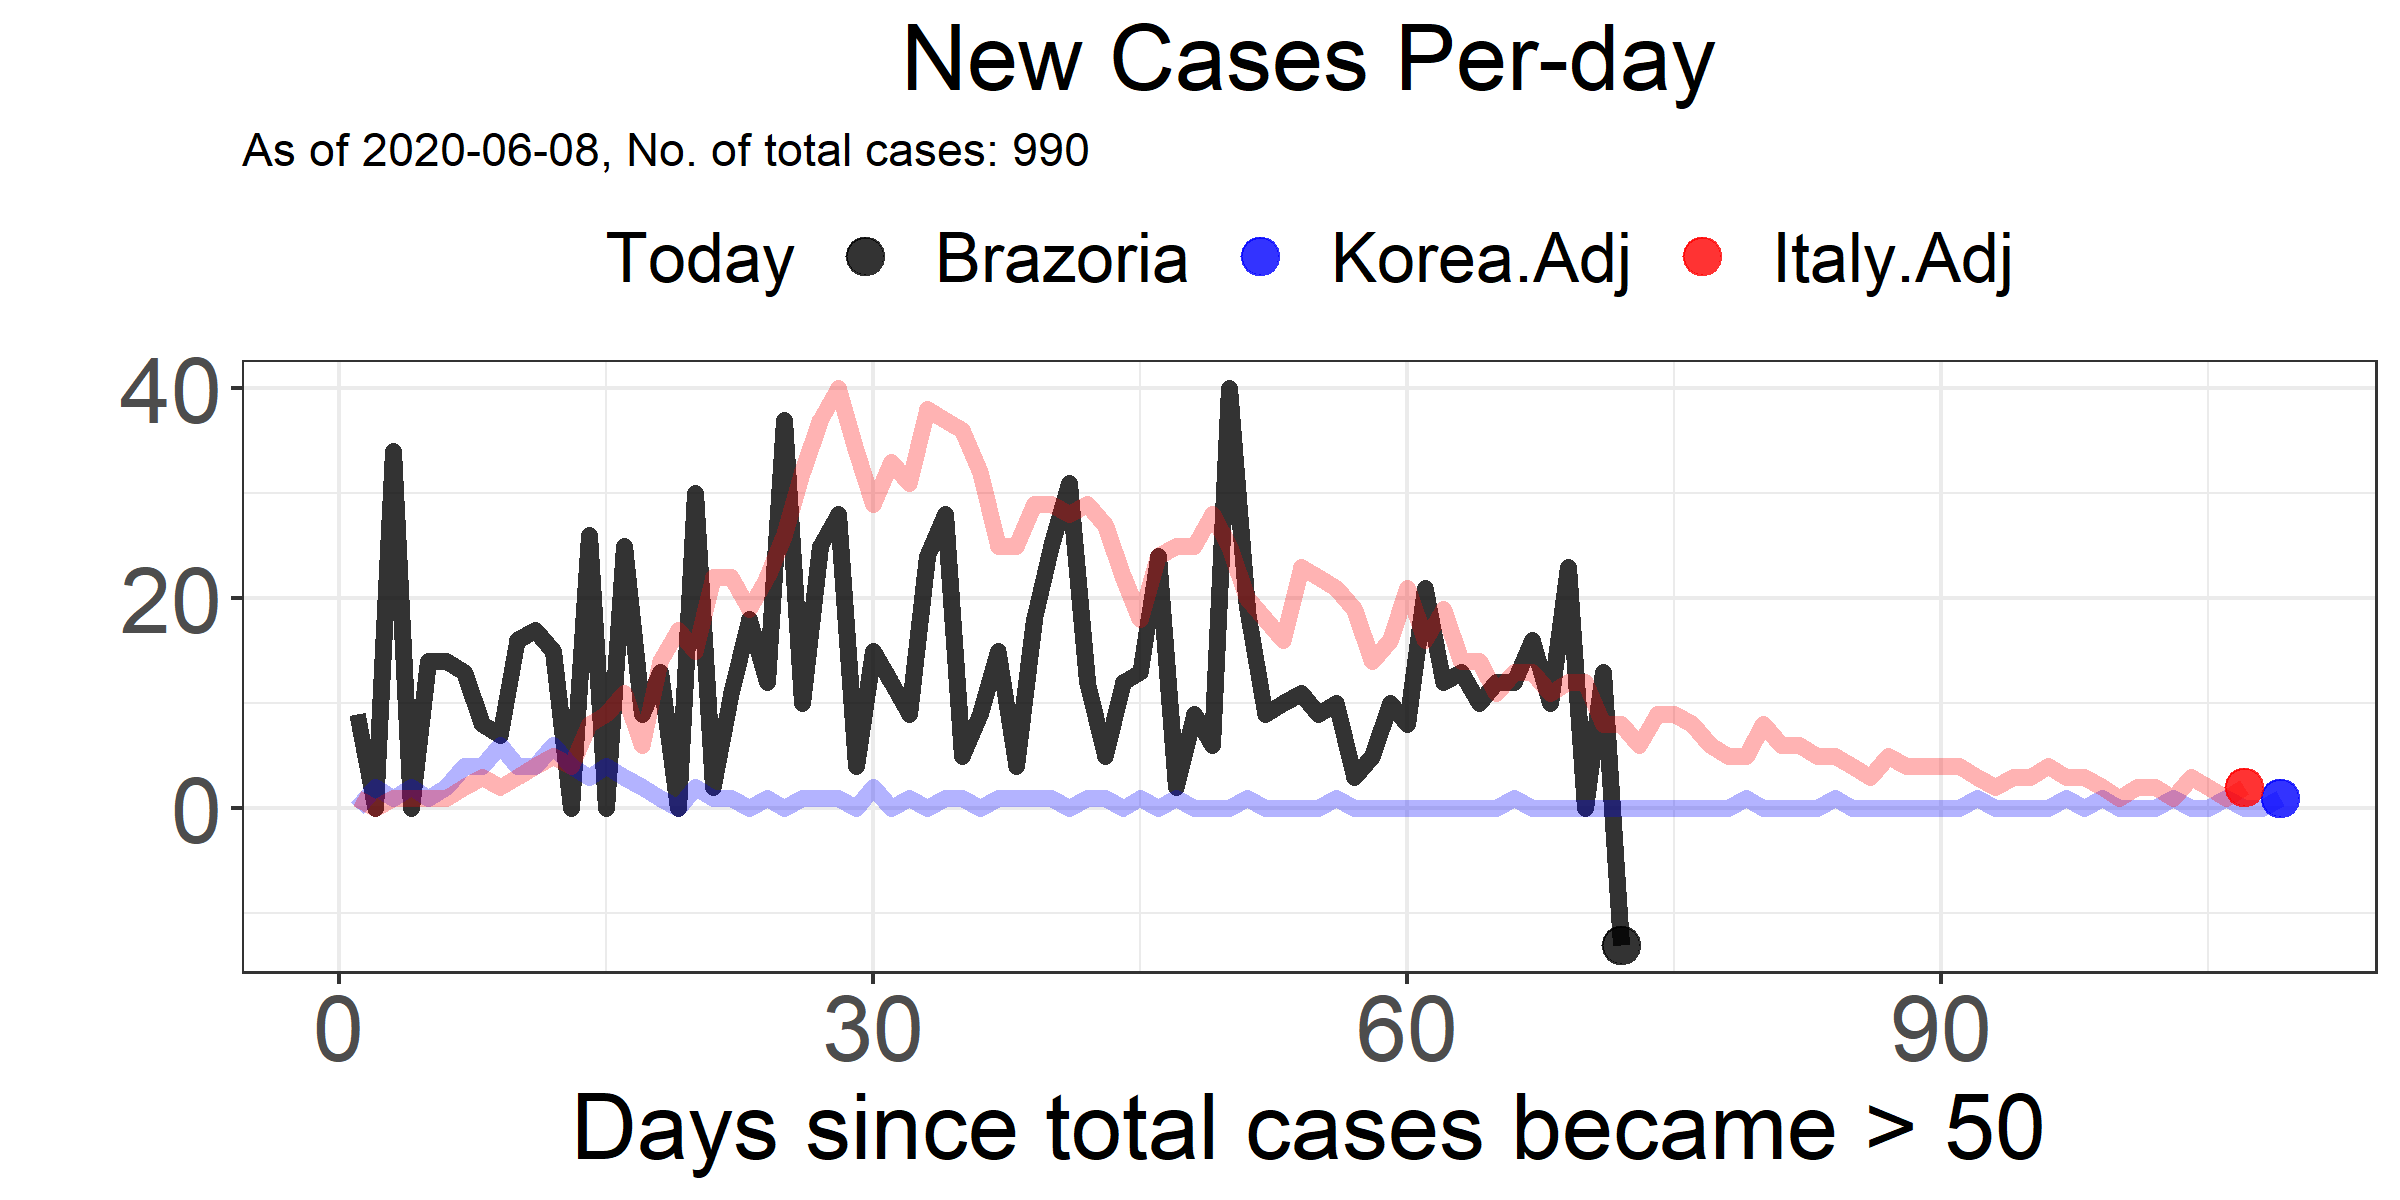 New Cases Per-day
As of 2020-06-08, No. of total cases: 990
Today Brazoria Korea.Adj Italy.Adj
40
20
0
0 30 60 90
Days since total cases became > 50